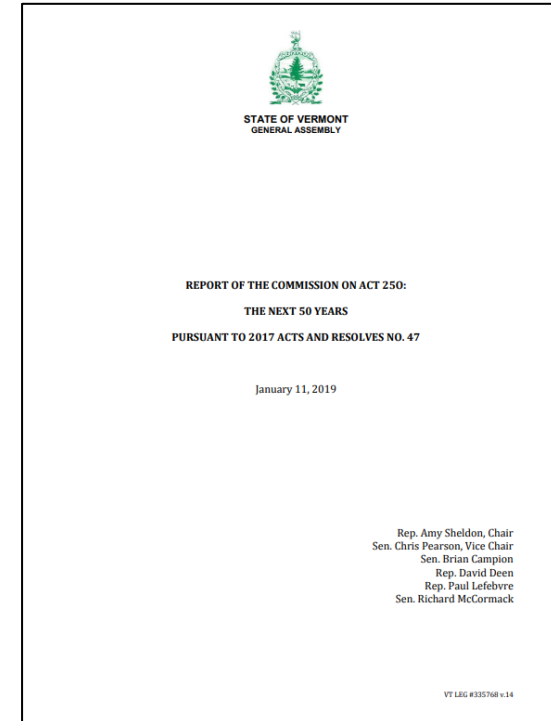 STATE OF VERMONT
GENERAL ASSEMBLY
REPORT OF THE COMMISSION ON ACT 250:
THE NEXT 50 YEARS
PURSUANT TO 2017 ACTS AND RESOLVES NO. 47
January 11, 2019
Rep. Amy Sheldon, Chair
Sen. Chris Pearson, Vice Chair
Sen. Brian Campion
Rep. David Deen
Rep. Paul Lefebvre
Sen. Richard McCormack
VT LEG #335768 v.14